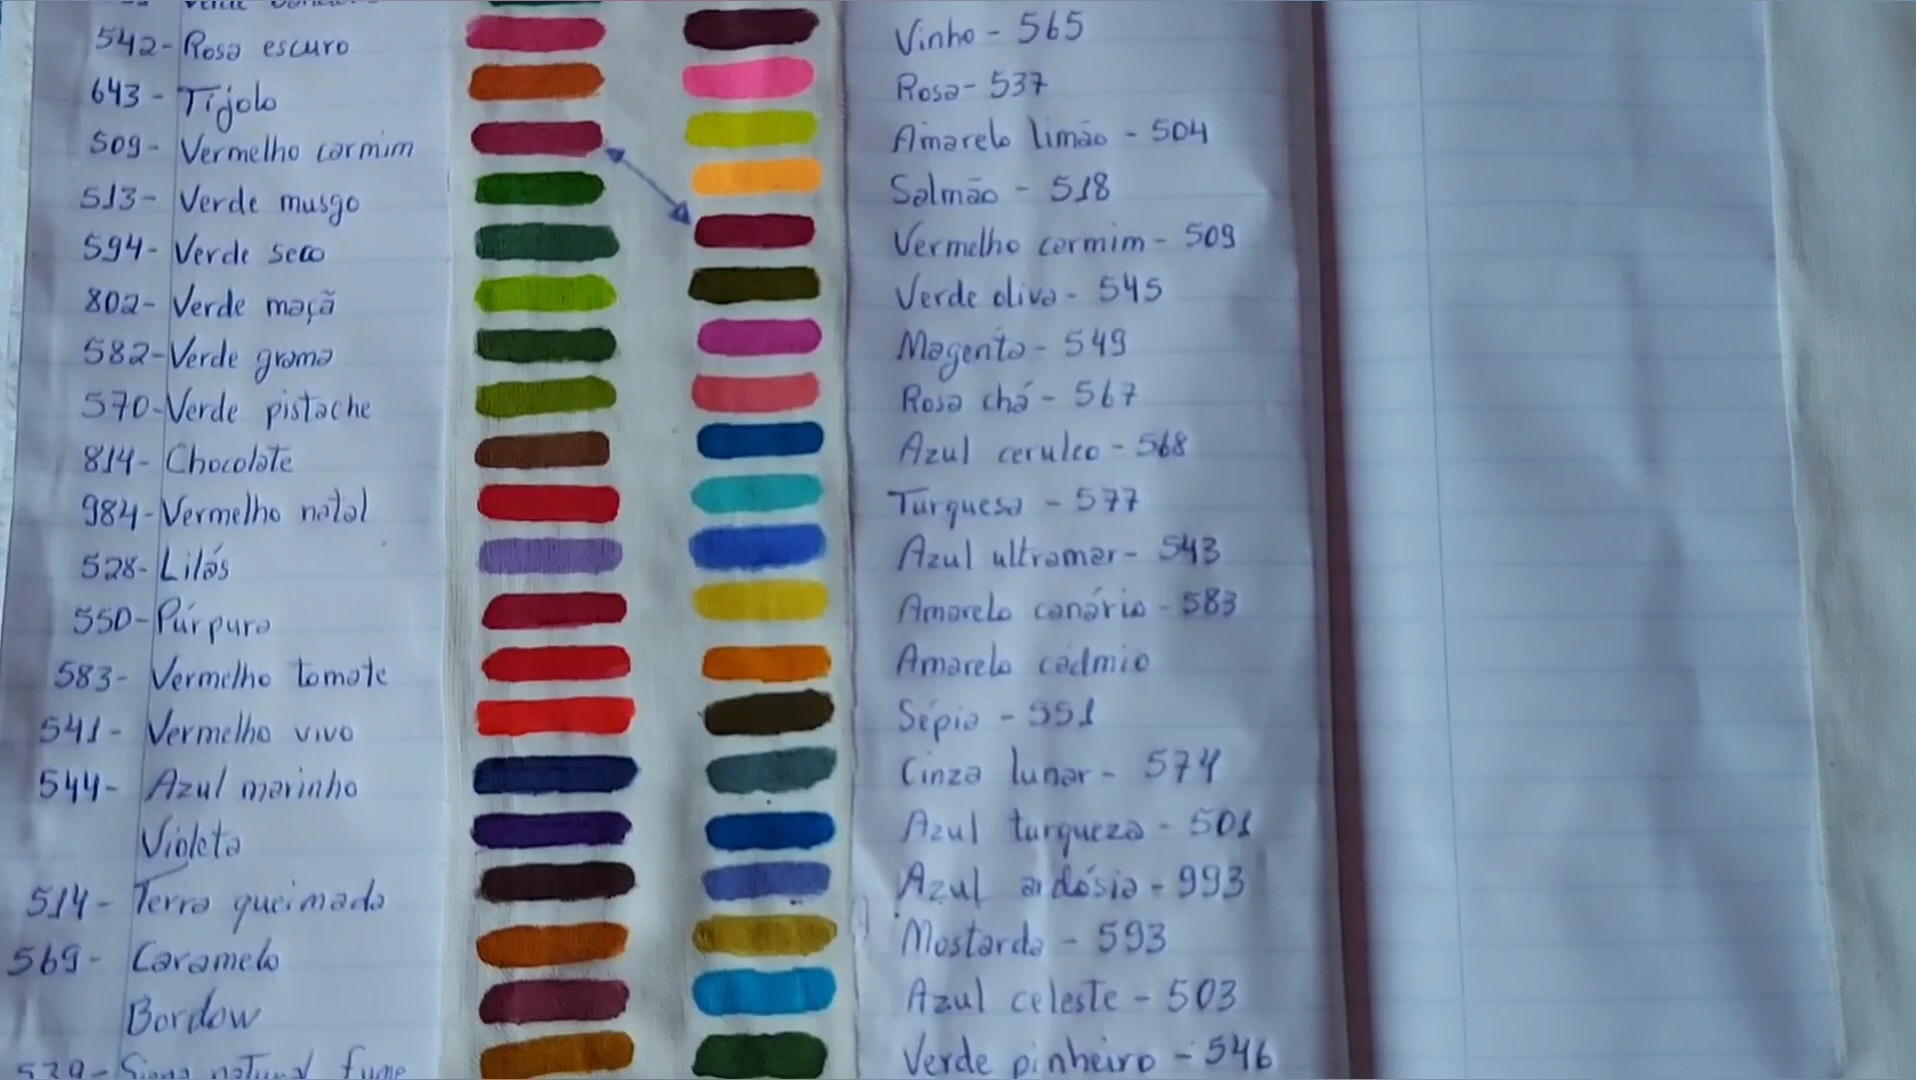 542- Rosa escuro
643 - Tijolo
509- Vermelho carmim
513- Verde musgo
594- Verde seco
802- Verde maçã
582- Verde grama
570- Verde pistache
814- Chocolate
984- Vermelho natal
528- Lilás
550- Púrpura
583- Vermelho tomate
541- Vermelho vivo
544- Azul marinho
Violeta
514- Terra queimada
569- Caramelo
Bordow
539- Siena natural fume
Vinho - 565
Rosa- 537
Amarelo limão - 504
Salmão - 518
Vermelho carmim - 509
Verde oliva - 545
Magenta - 549
Rosa chá - 567
Azul ceruleo - 568
Turquesa - 577
Azul ultramar- 543
Amarelo canário - 583
Amarelo cádmio
Sépia - 551
Cinza lunar - 574
Azul turqueza - 501
Azul ardósia - 993
Mostarda - 593
Azul celeste - 503
Verde pinheiro - 546